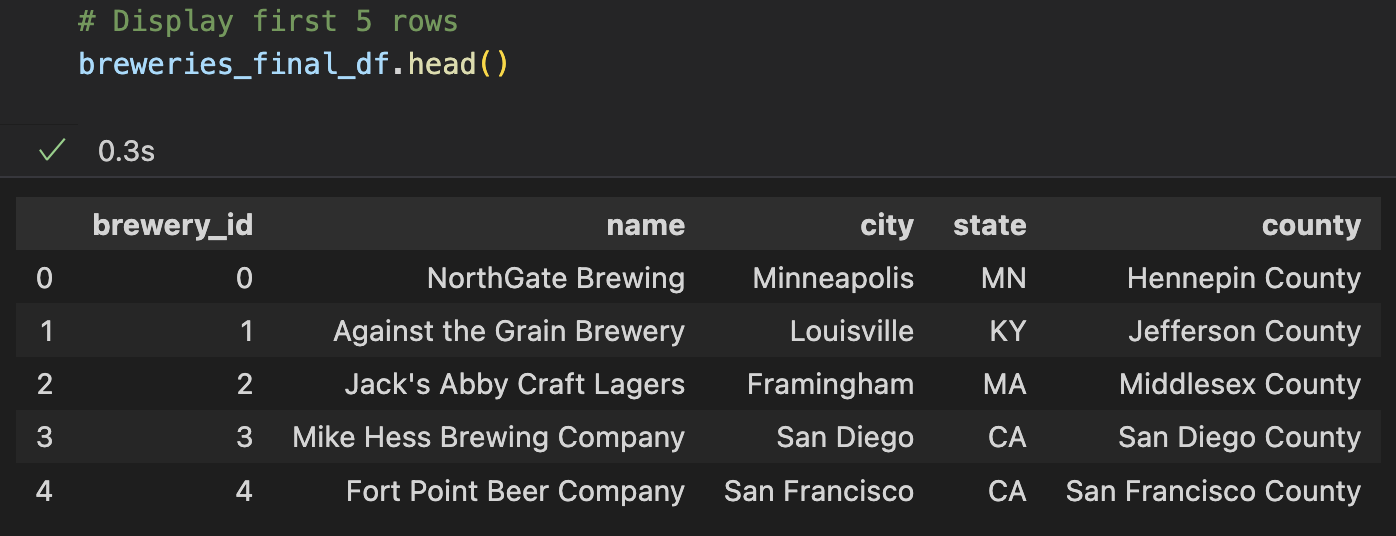 # Display first 5 rows
breweries_final_df.head()
0.3s
brewery_id name city state county
0 0 NorthGate Brewing Minneapolis MN Hennepin County
1 1 Against the Grain Brewery Louisville KY Jefferson County
2 2 Jack's Abby Craft Lagers Framingham MA Middlesex County
3 3 Mike Hess Brewing Company San Diego CA San Diego County
4 4 Fort Point Beer Company San Francisco CA San Francisco County